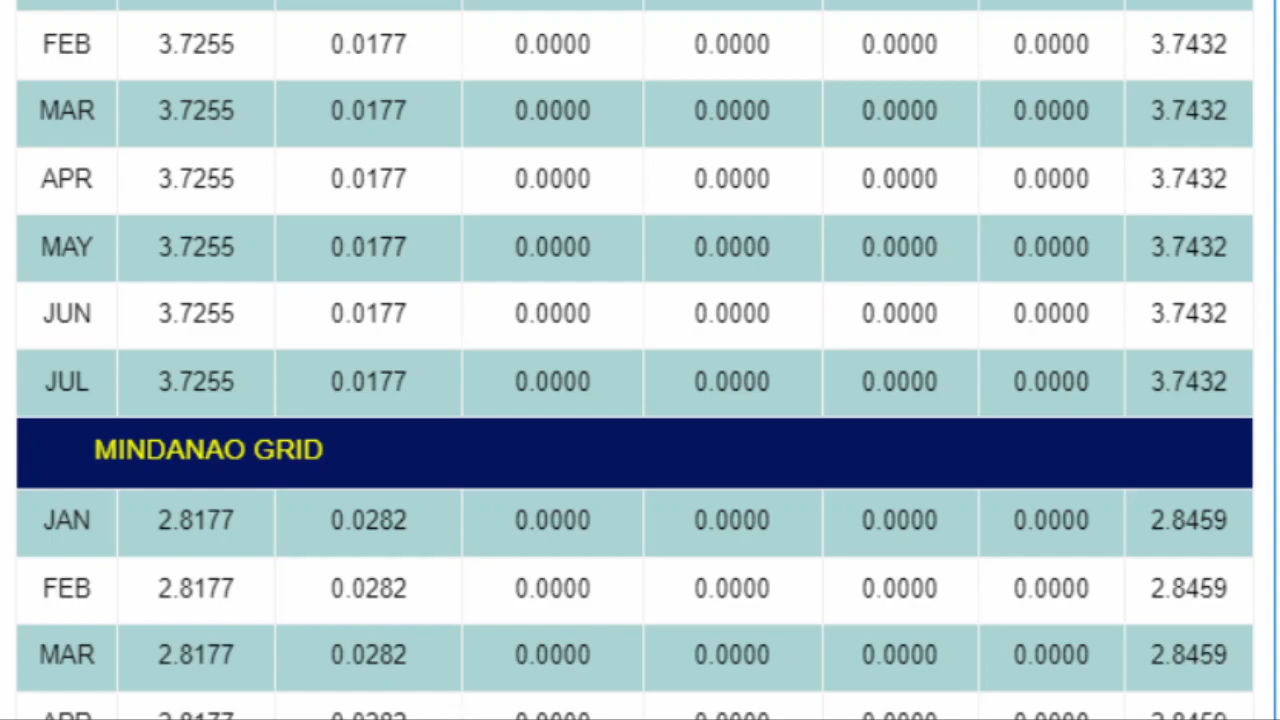 FEB 3.7255 0.0177 0.0000 0.0000 0.0000 0.0000 3.7432
MAR 3.7255 0.0177 0.0000 0.0000 0.0000 0.0000 3.7432
APR 3.7255 0.0177 0.0000 0.0000 0.0000 0.0000 3.7432
MAY 3.7255 0.0177 0.0000 0.0000 0.0000 0.0000 3.7432
JUN 3.7255 0.0177 0.0000 0.0000 0.0000 0.0000 3.7432
JUL 3.7255 0.0177 0.0000 0.0000 0.0000 0.0000 3.7432
MINDANAO GRID
JAN 2.8177 0.0282 0.0000 0.0000 0.0000 0.0000 2.8459
FEB 2.8177 0.0282 0.0000 0.0000 0.0000 0.0000 2.8459
MAR 2.8177 0.0282 0.0000 0.0000 0.0000 0.0000 2.8459